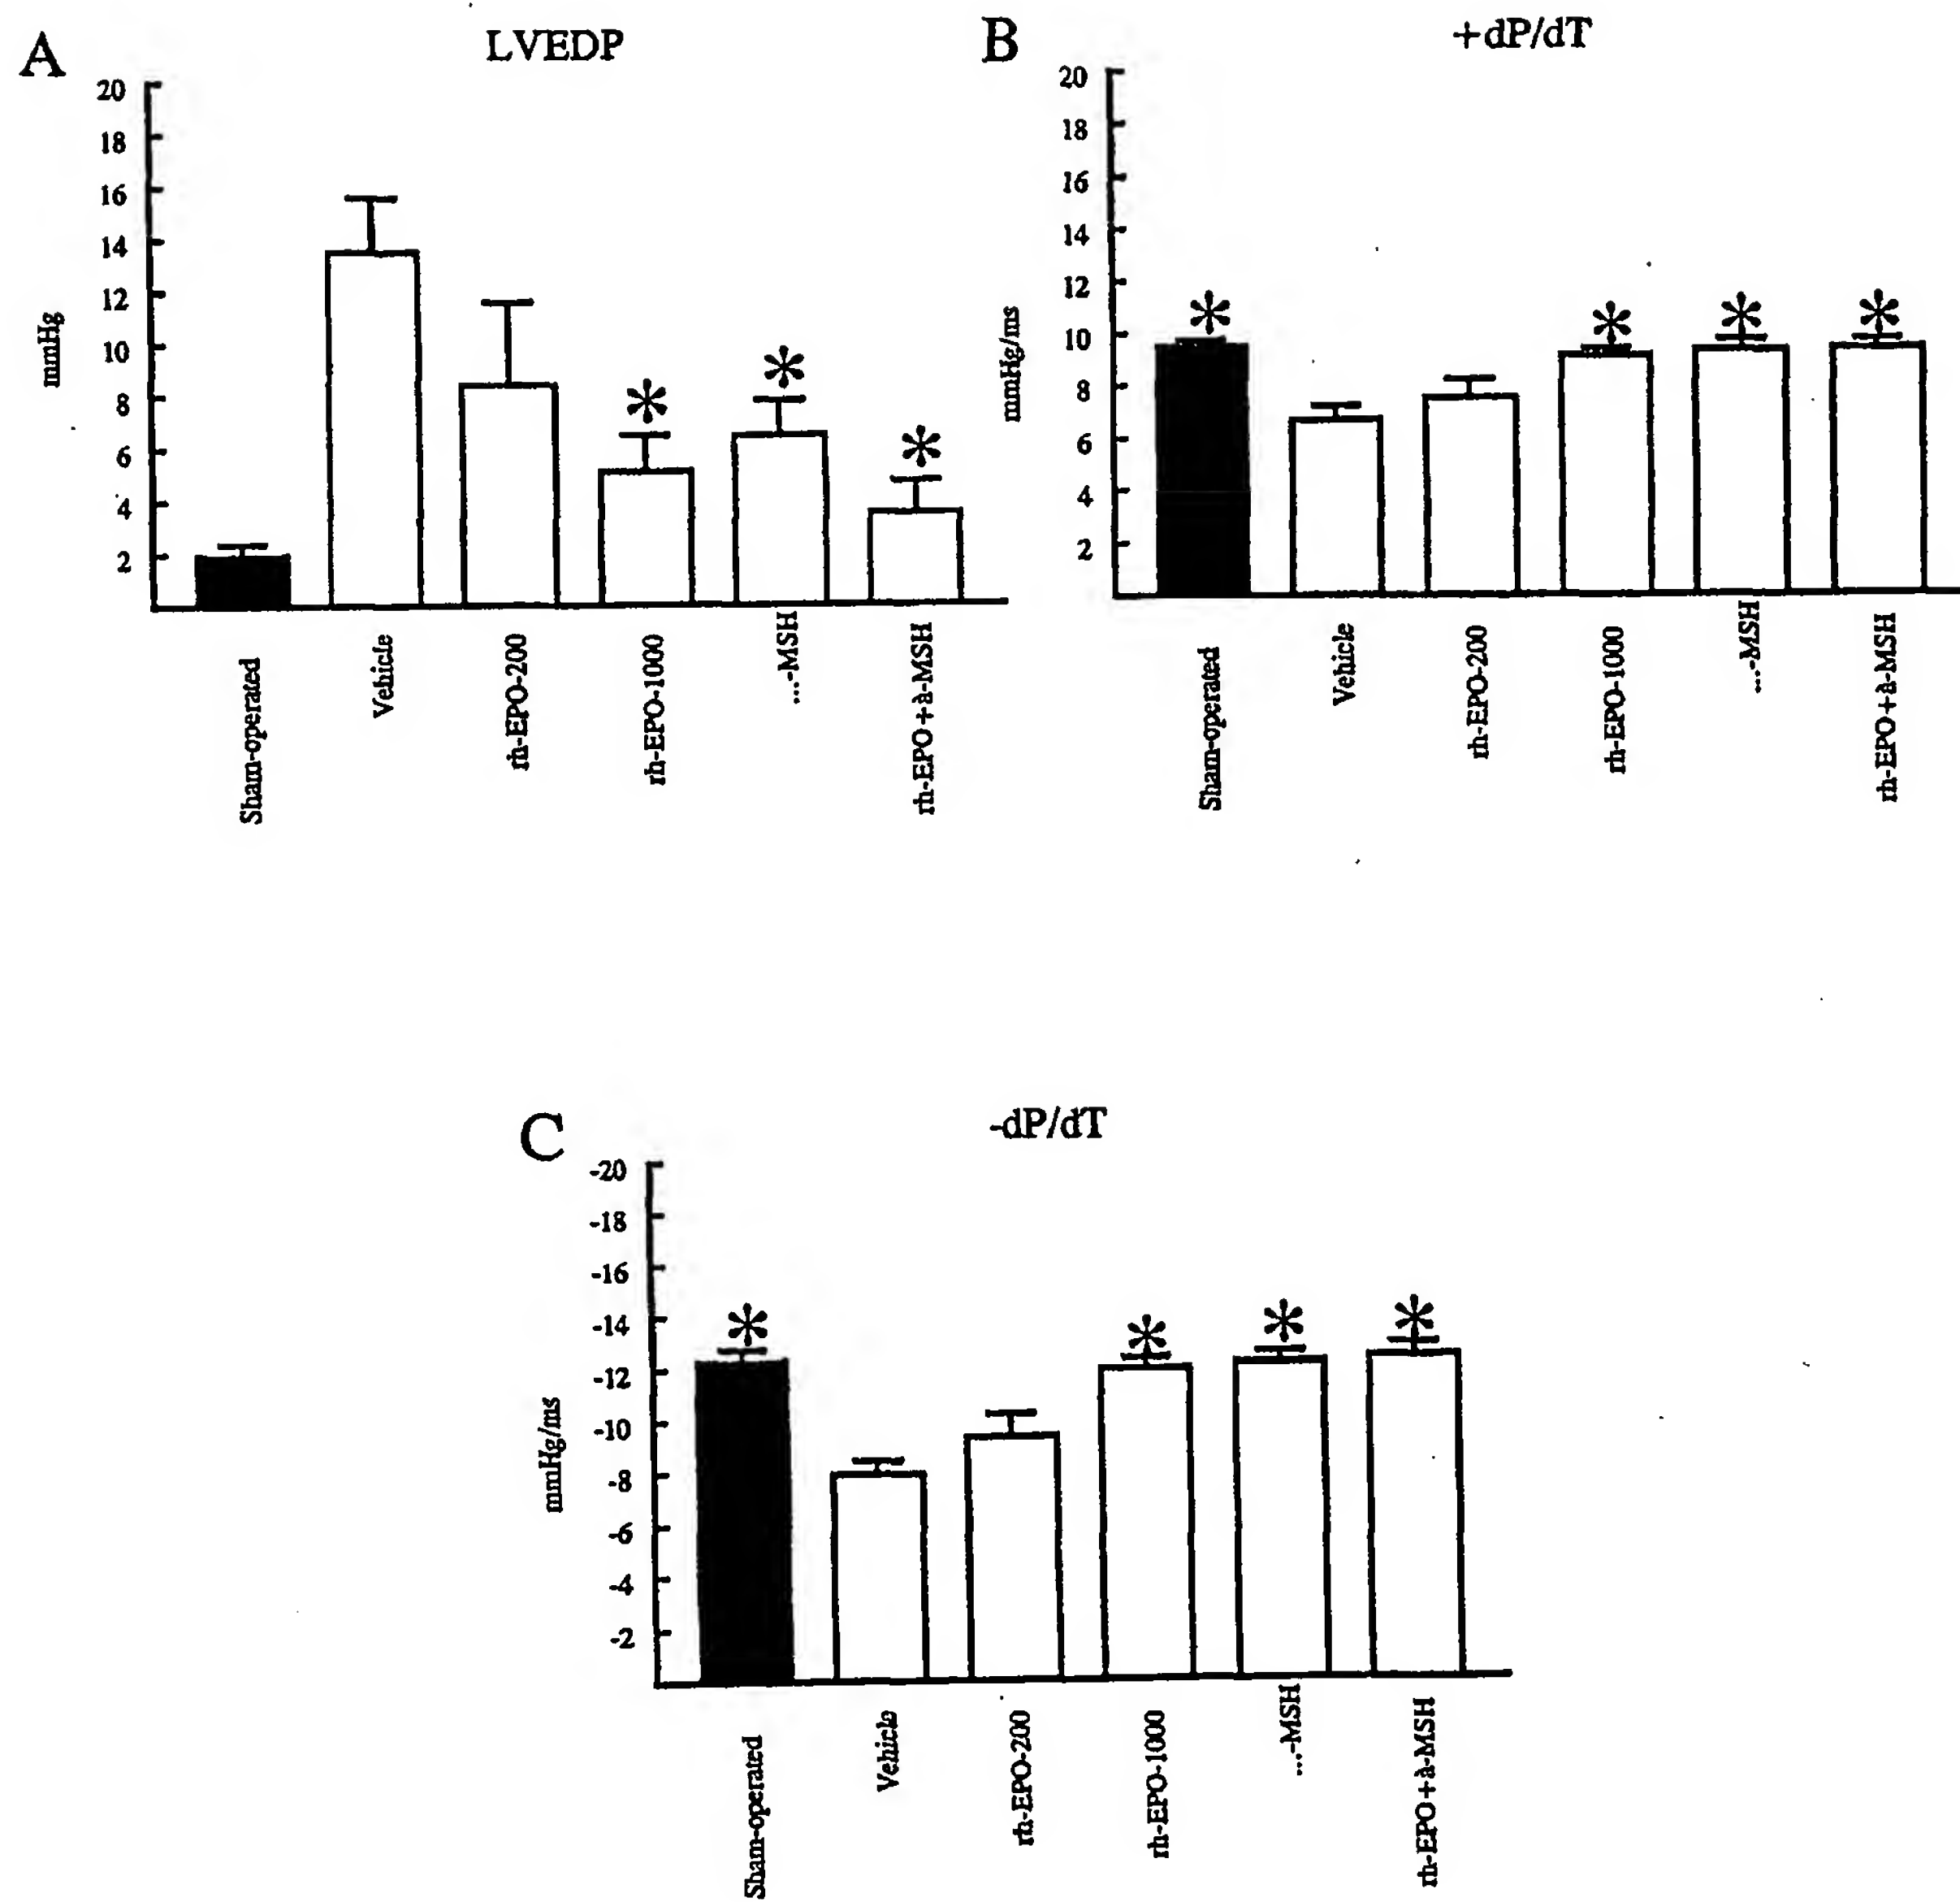 A
LVEDP
20
18
16
14
12
10
8
6
4
2
mmHg
*
*
*
Sham-operated
Vehicle
rh-EPO-200
rh-EPO-1000
...-MSH
rh-EPO+à-MSH
B
+dP/dT
20
18
16
14
12
10
8
6
4
2
mmHg/ms
*
*
*
*
Sham-operated
Vehicle
rh-EPO-200
rh-EPO-1000
...-MSH
rh-EPO+à-MSH
C
-dP/dT
-20
-18
-16
-14
-12
-10
-8
-6
-4
-2
mmHg/ms
*
*
*
*
Sham-operated
Vehicle
rh-EPO-200
rh-EPO-1000
...-MSH
rh-EPO+à-MSH